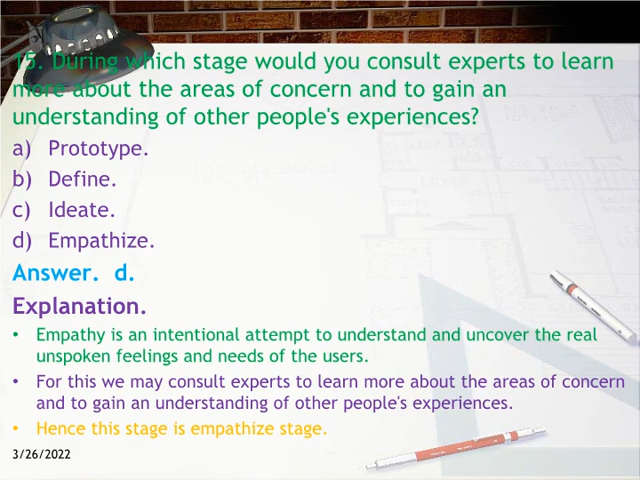 15. During which stage would you consult experts to learn
more about the areas of concern and to gain an
understanding of other people's experiences?
a) Prototype.
b) Define.
c) Ideate.
d) Empathize.
Answer. d.
Explanation.
• Empathy is an intentional attempt to understand and uncover the real
unspoken feelings and needs of the users.
• For this we may consult experts to learn more about the areas of concern
and to gain an understanding of other people's experiences.
• Hence this stage is empathize stage.
3/26/2022